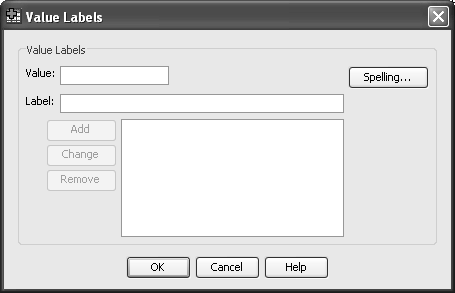 Value Labels
Value Labels
Value:
Spelling...
Label:
Add
Change
Remove
OK Cancel Help